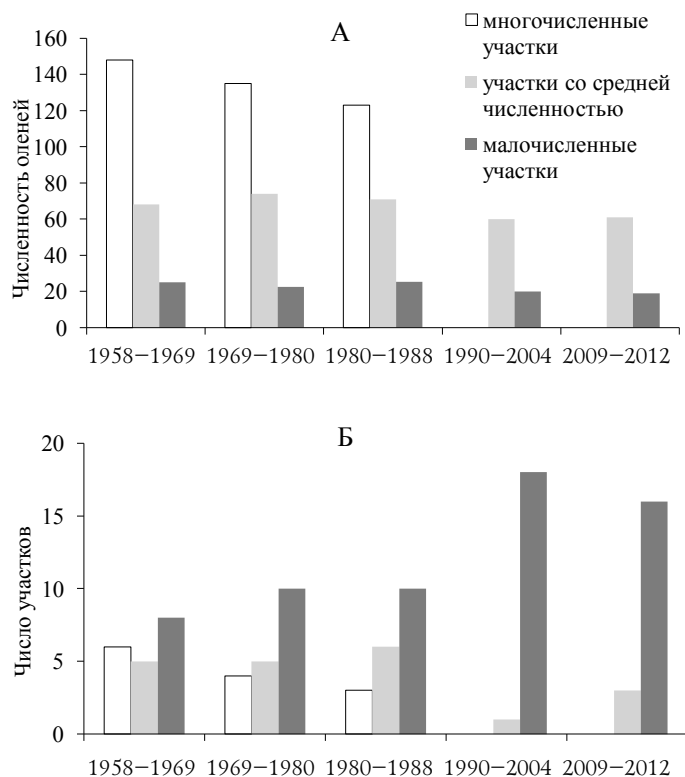 А
многочисленные
участки
участки со средней
численностью
малочисленные
участки
Численность оленей
160
140
120
100
80
60
40
20
0
1958–1969 1969–1980 1980–1988 1990–2004 2009–2012
Б
Число участков
20
15
10
5
0
1958–1969 1969–1980 1980–1988 1990–2004 2009–2012